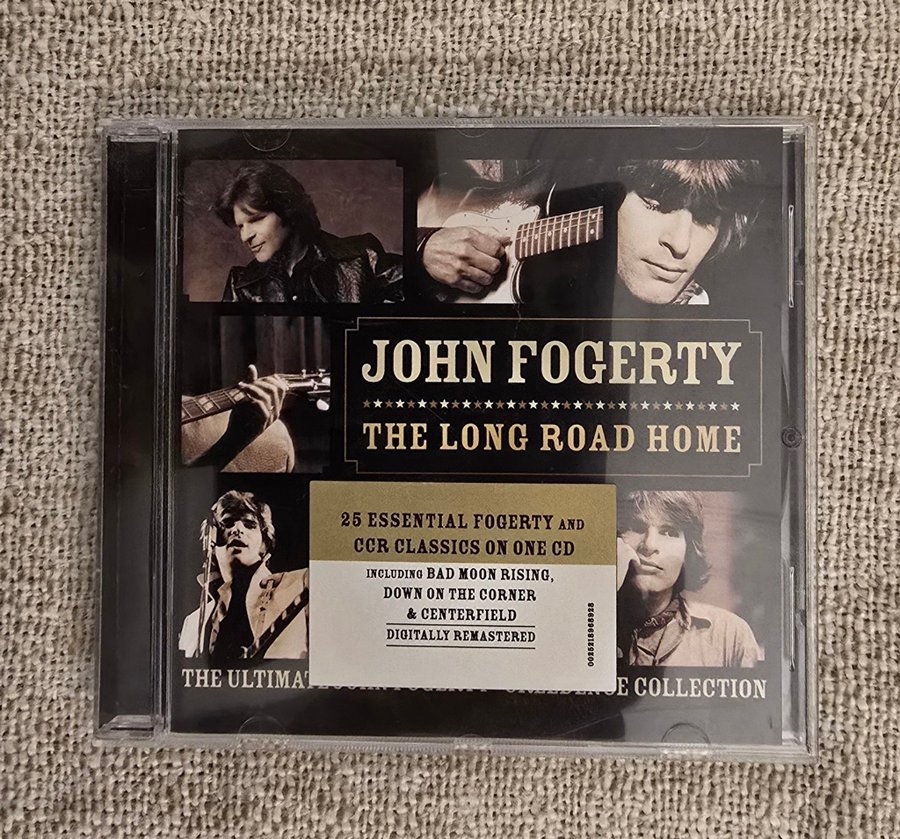 JOHN FOGERTY
THE LONG ROAD HOME
25 ESSENTIAL FOGERTY AND
CCR CLASSICS ON ONE CD
INCLUDING BAD MOON RISING,
DOWN ON THE CORNER
& CENTERFIELD
DIGITALLY REMASTERED
0025218968928
THE COLLECTION